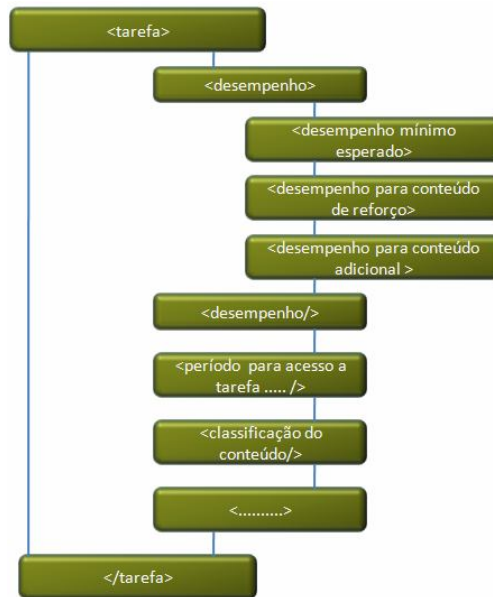 <tarefa>
<desempenho>
<desempenho mínimo
esperado>
<desempenho para conteúdo
de reforço>
<desempenho para conteúdo
adicional >
<desempenho/>
<período para acesso a
tarefa ..... />
<classificação do
conteúdo/>
<..........>
</tarefa>